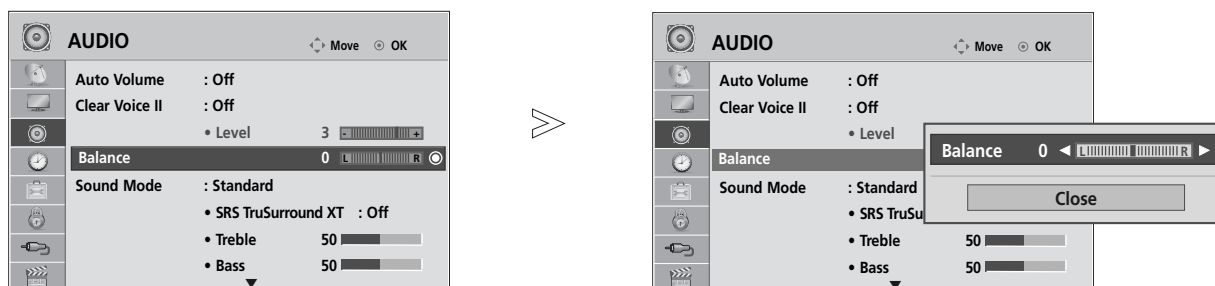 AUDIO
Move OK
Auto Volume : Off
Clear Voice II : Off
• Level 3 - +
Balance 0 L R
Sound Mode : Standard
• SRS TruSurround XT : Off
• Treble 50
• Bass 50
AUDIO
Move OK
Auto Volume : Off
Clear Voice II : Off
• Level
Balance
Sound Mode : Standard
• SRS TruSu
• Treble 50
• Bass 50
Balance 0 L R
Close